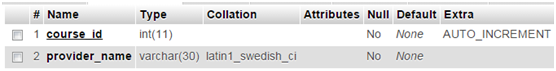 # Name Type Collation Attributes Null Default Extra
1 course_id int(11) No None AUTO_INCREMENT
2 provider_name varchar(30) latin1_swedish_ci No None